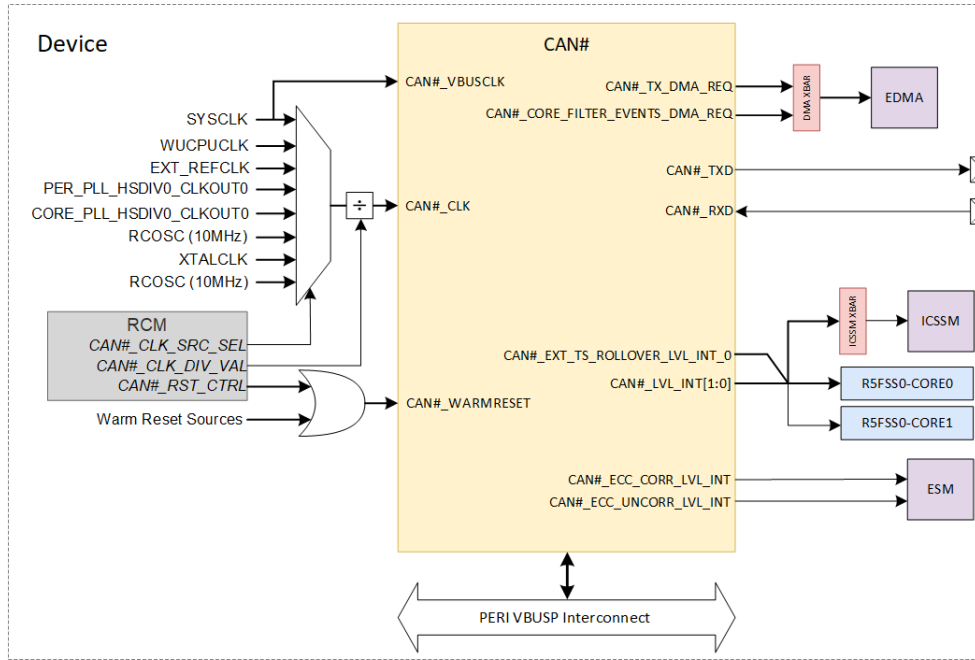 Device
CAN#
CAN#_VBUSCLK
CAN#_TX_DMA_REQ
CAN#_CORE_FILTER_EVENTS_DMA_REQ
DMA XBAR
EDMA
SYSCLK
WUCPUCLK
EXT_REFCLK
PER_PLL_HSDIV0_CLKOUT0
CORE_PLL_HSDIV0_CLKOUT0
RCOSC (10MHz)
XTALCLK
RCOSC (10MHz)
÷
CAN#_CLK
CAN#_TXD
CAN#_RXD
RCM
CAN#_CLK_SRC_SEL
CAN#_CLK_DIV_VAL
CAN#_RST_CTRL
Warm Reset Sources
CAN#_WARMRESET
CAN#_EXT_TS_ROLLOVER_LVL_INT_0
CAN#_LVL_INT[1:0]
ICSSM XBAR
ICSSM
R5FSS0-CORE0
R5FSS0-CORE1
CAN#_ECC_CORR_LVL_INT
CAN#_ECC_UNCORR_LVL_INT
ESM
PERI VBUSP Interconnect